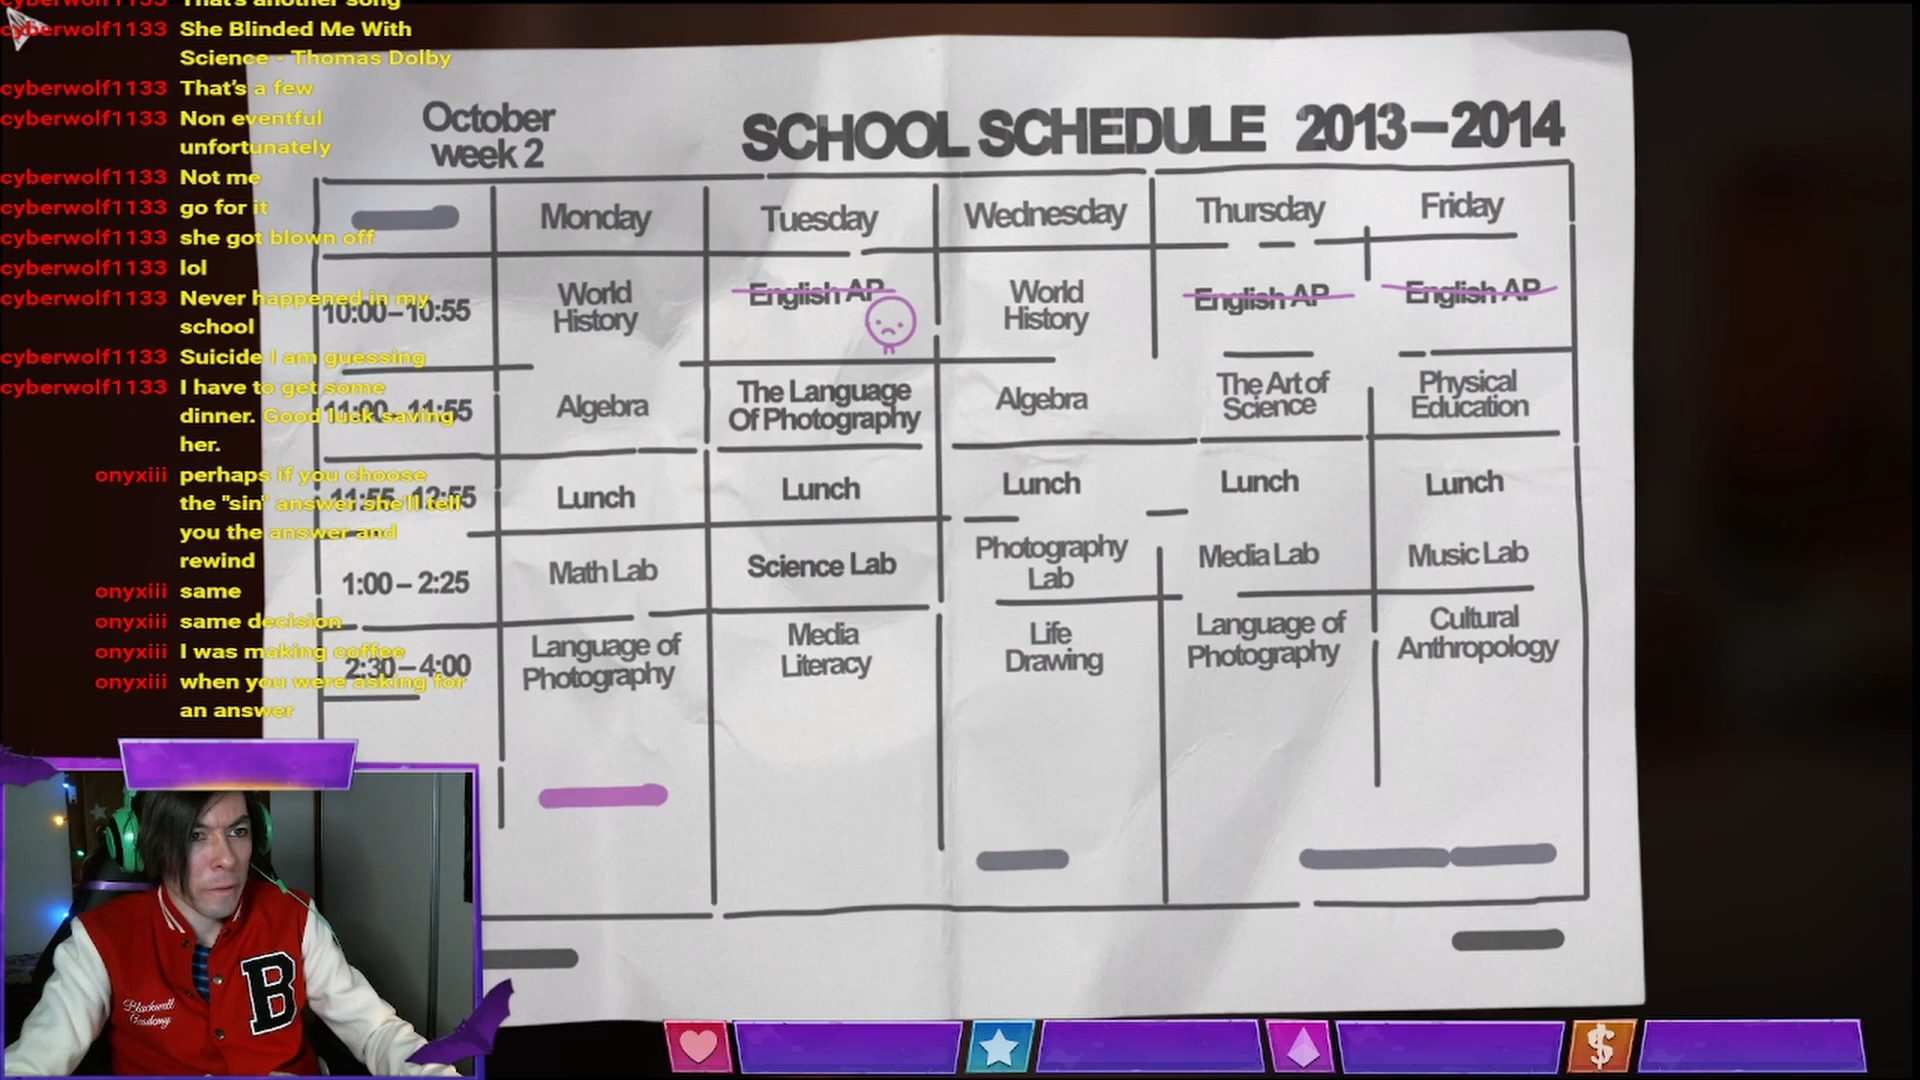 cyberwolf1133 That's another song
cyberwolf1133 She Blinded Me With
Science - Thomas Dolby
cyberwolf1133 That's a few
cyberwolf1133 Non eventful
unfortunately
cyberwolf1133 Not me
cyberwolf1133 go for it
cyberwolf1133 she got blown off
cyberwolf1133 lol
cyberwolf1133 Never happened in my
school
cyberwolf1133 Suicide I am guessing
cyberwolf1133 I have to get some
dinner. Good luck saving
her.
onyxiii perhaps if you choose
the "sin" answer she'll tell
you the answer and
rewind
onyxiii same
onyxiii same decision
onyxiii I was making coffee
onyxiii when you were asking for
an answer
October
week 2
SCHOOL SCHEDULE 2013-2014
Monday Tuesday Wednesday Thursday Friday
10:00-10:55
World
History
English AP
World
History
English AP
English AP
11:00-11:55
Algebra
The Language
Of Photography
Algebra
The Art of
Science
Physical
Education
11:55-12:55
Lunch
Lunch
Lunch
Lunch
Lunch
1:00-2:25
Math Lab
Science Lab
Photography
Lab
Media Lab
Music Lab
2:30-4:00
Language of
Photography
Media
Literacy
Life
Drawing
Language of
Photography
Cultural
Anthropology
B
Blackwell
Academy
$